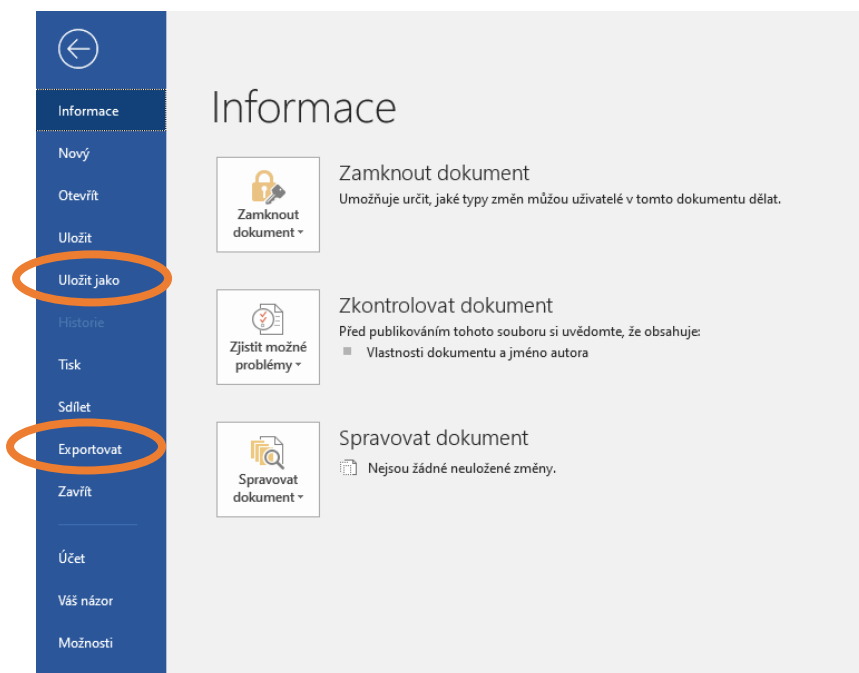 Informace
Nový
Otevřít
Uložit
Uložit jako
Historie
Tisk
Sdílet
Exportovat
Zavřít
Účet
Váš názor
Možnosti
Informace
Zamknout
dokument
Zamknout dokument
Umožňuje určit, jaké typy změn můžou uživatelé v tomto dokumentu dělat.
Zjistit možné
problémy
Zkontrolovat dokument
Před publikováním tohoto souboru si uvědomte, že obsahuje:
Vlastnosti dokumentu a jméno autora
Spravovat
dokument
Spravovat dokument
Nejsou žádné neuložené změny.